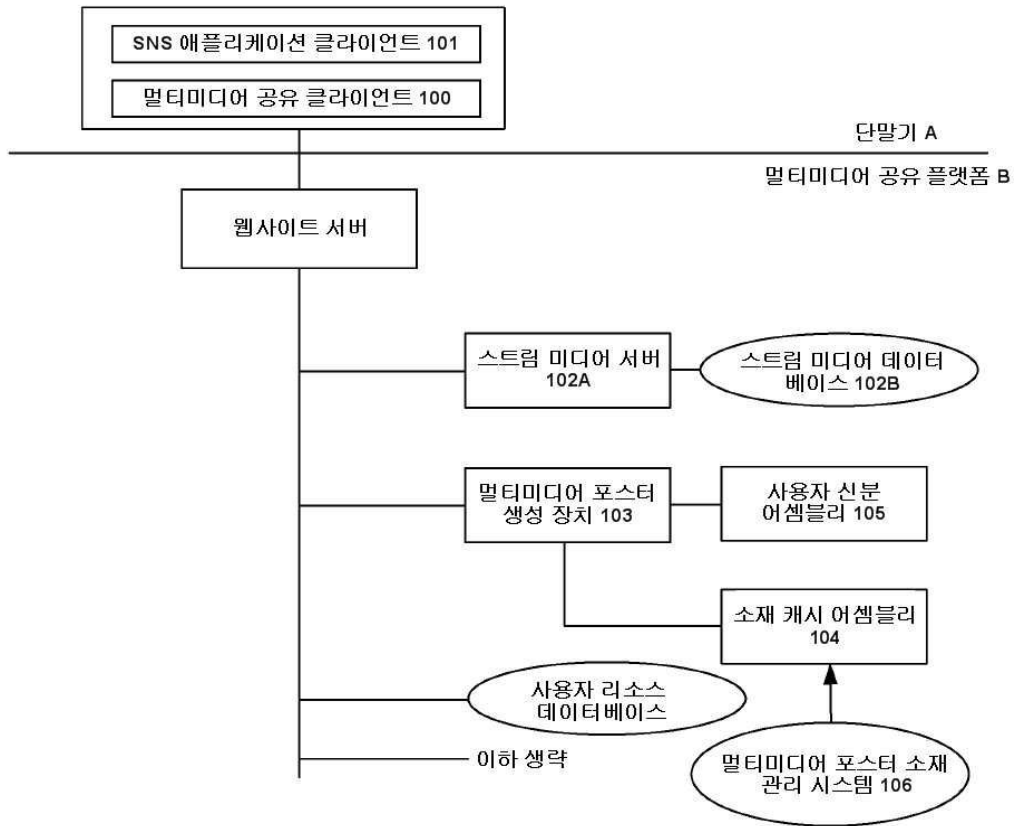 SNS 애플리케이션 클라이언트 101
멀티미디어 공유 클라이언트 100
단말기 A
멀티미디어 공유 플랫폼 B
웹사이트 서버
스트림 미디어 서버
102A
스트림 미디어 데이터
베이스 102B
멀티미디어 포스터
생성 장치 103
사용자 신분
어셈블리 105
소재 캐시 어셈블리
104
사용자 리소스
데이터베이스
이하 생략
멀티미디어 포스터 소재
관리 시스템 106